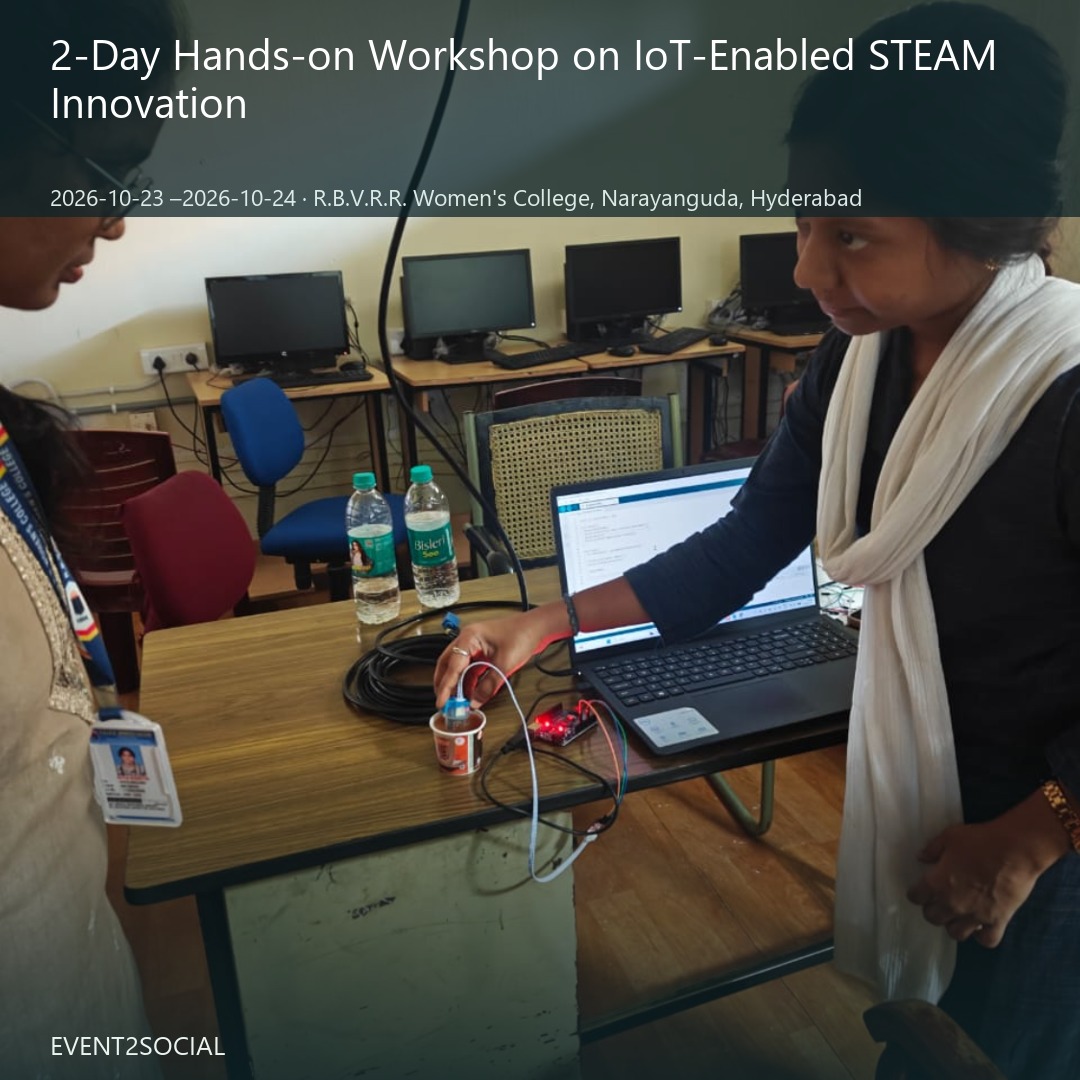 2-Day Hands-on Workshop on IoT-Enabled STEAM
Innovation
2026-10-23 –2026-10-24 · R.B.V.R.R. Women's College, Narayanguda, Hyderabad
Bisleri
EVENT2SOCIAL